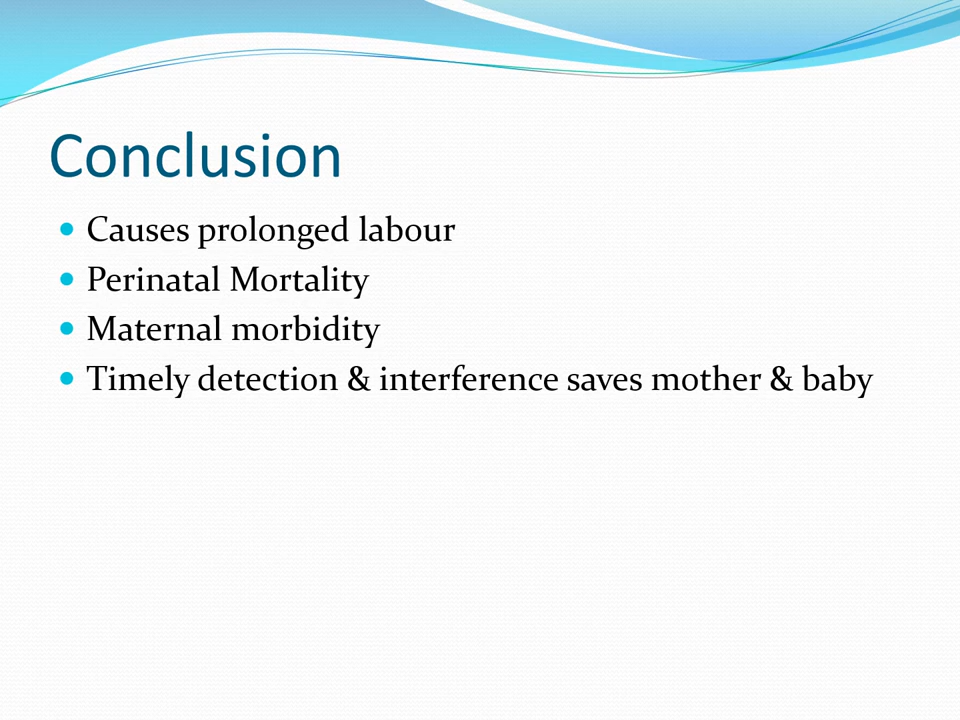 Conclusion
Causes prolonged labour
Perinatal Mortality
Maternal morbidity
Timely detection & interference saves mother & baby